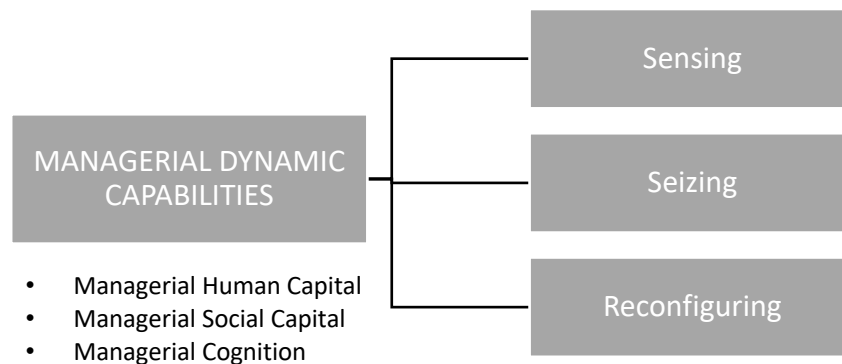 MANAGERIAL DYNAMIC
CAPABILITIES
• Managerial Human Capital
• Managerial Social Capital
• Managerial Cognition
Sensing
Seizing
Reconfiguring